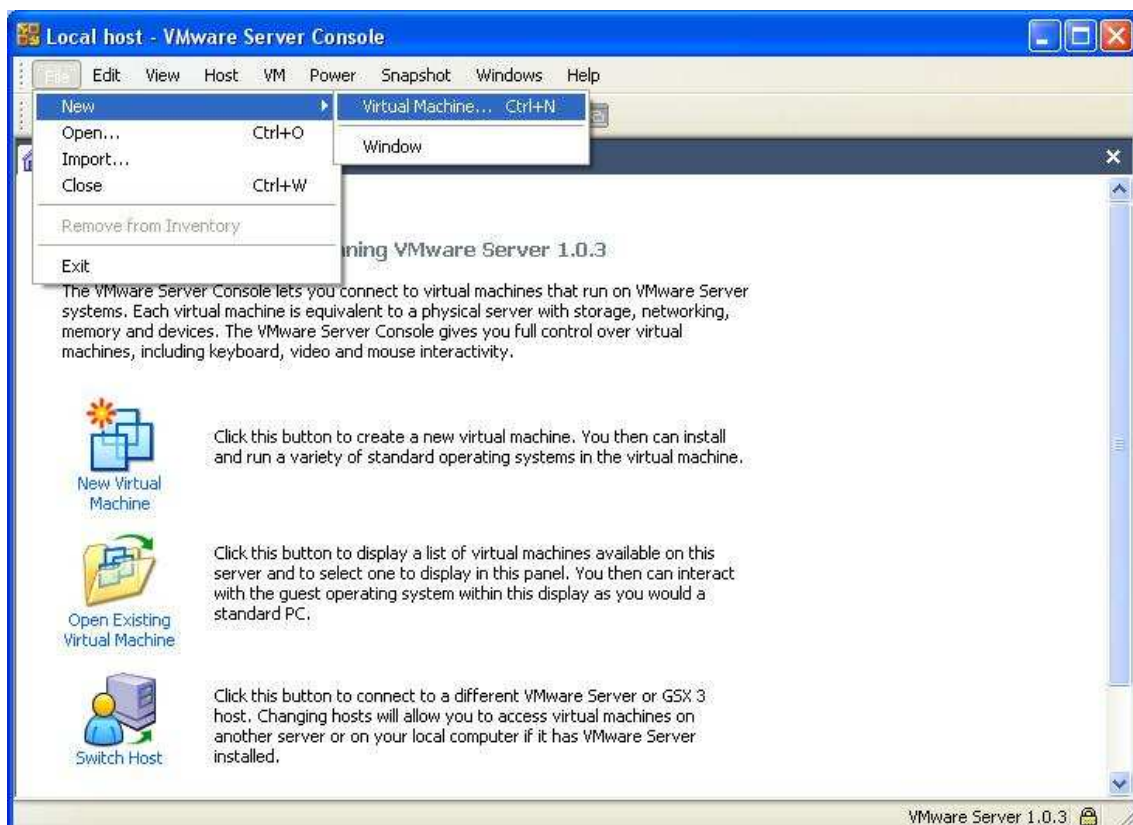 Local host - VMware Server Console
File Edit View Host VM Power Snapshot Windows Help
New
Virtual Machine... Ctrl+N
Open... Ctrl+O
Window
Import...
Close Ctrl+W
Remove from Inventory
Exit
VMware Server 1.0.3
The VMware Server Console lets you connect to virtual machines that run on VMware Server
systems. Each virtual machine is equivalent to a physical server with storage, networking,
memory and devices. The VMware Server Console gives you full control over virtual
machines, including keyboard, video and mouse interactivity.
New Virtual
Machine
Click this button to create a new virtual machine. You then can install
and run a variety of standard operating systems in the virtual machine.
Open Existing
Virtual Machine
Click this button to display a list of virtual machines available on this
server and to select one to display in this panel. You then can interact
with the guest operating system within this display as you would a
standard PC.
Switch Host
Click this button to connect to a different VMware Server or GSX 3
host. Changing hosts will allow you to access virtual machines on
another server or on your local computer if it has VMware Server
installed.
VMware Server 1.0.3